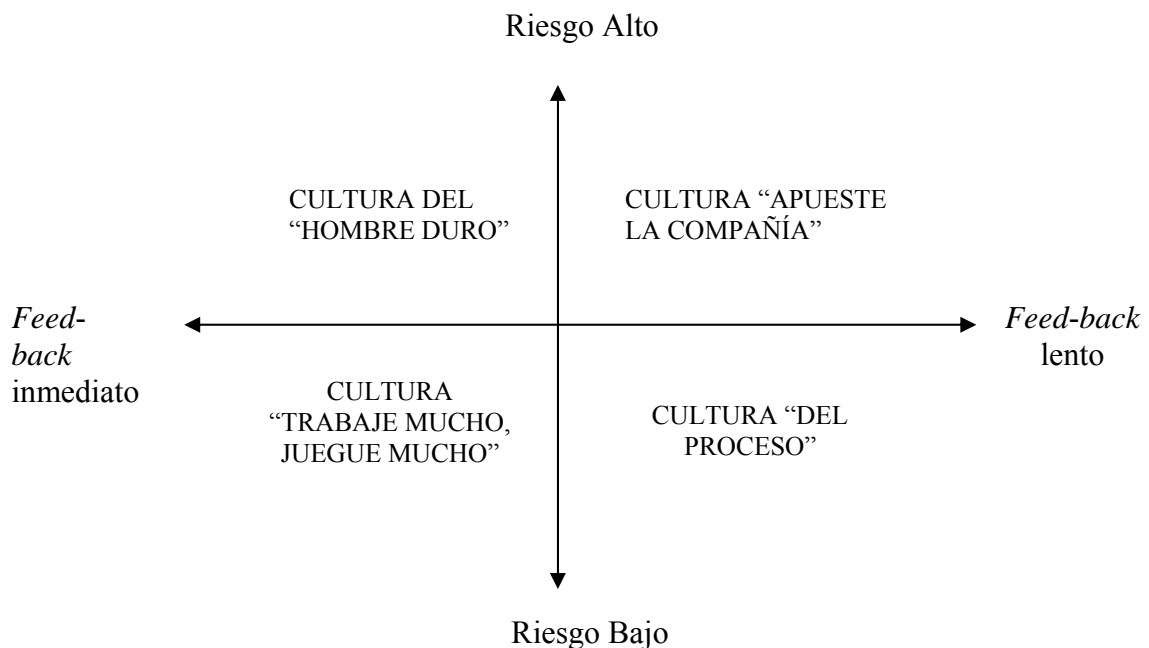 Riesgo Alto
CULTURA DEL
“HOMBRE DURO”
CULTURA “APUESTE
LA COMPAÑÍA”
Feed-
back
inmediato
Feed-back
lento
CULTURA
“TRABAJE MUCHO,
JUEGUE MUCHO”
CULTURA “DEL
PROCESO”
Riesgo Bajo